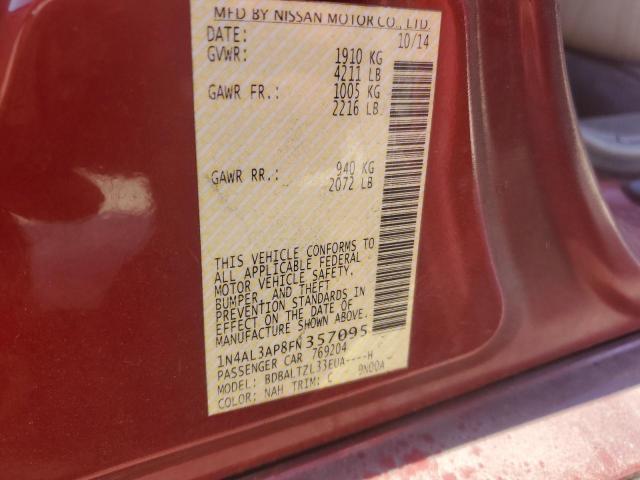 MFD BY NISSAN MOTOR CO., LTD.
DATE: 10/14
GVWR: 1910 KG
4211 LB
GAWR FR.: 1005 KG
2216 LB
GAWR RR.: 940 KG
2072 LB
THIS VEHICLE CONFORMS TO
ALL APPLICABLE FEDERAL
MOTOR VEHICLE SAFETY,
BUMPER, AND THEFT
PREVENTION STANDARDS IN
EFFECT ON THE DATE OF
MANUFACTURE SHOWN ABOVE.
1N4AL3AP8FN357095
PASSENGER CAR 769204
MODEL: BDBALTZL33EUA----H
COLOR: NAH TRIM: C 9N00A